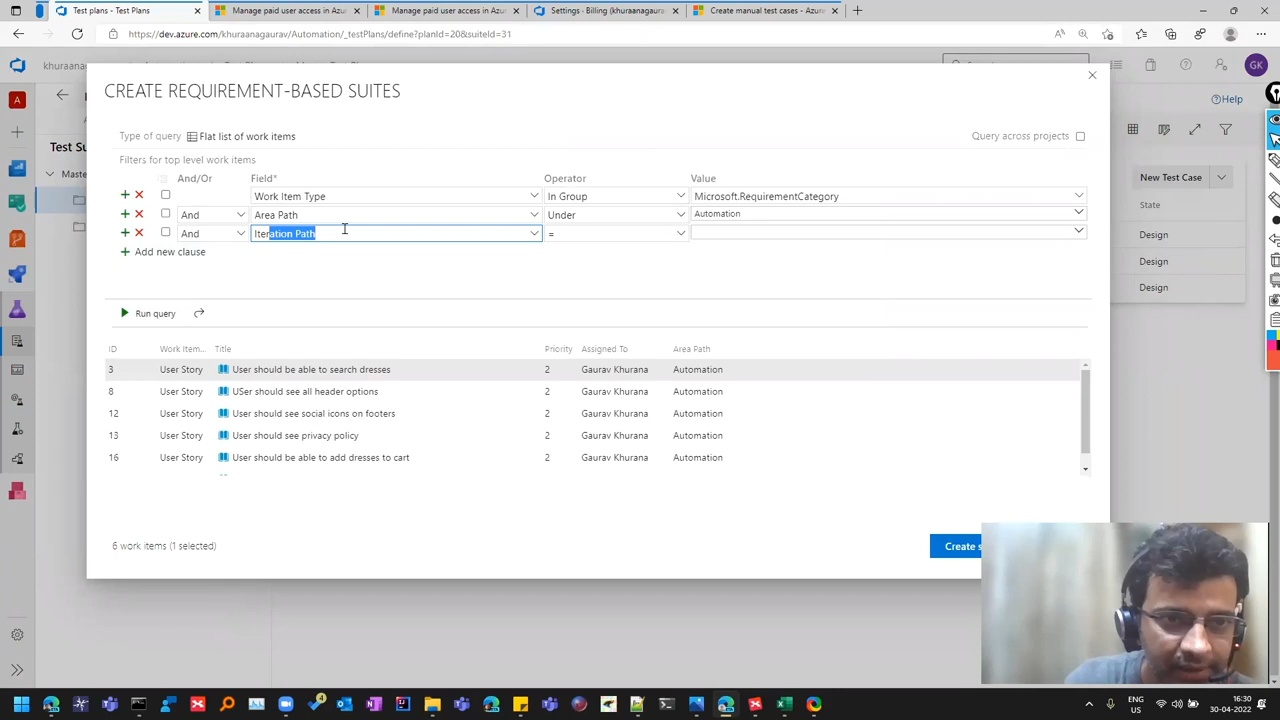 Test plans - Test Plans
Manage paid user access in Azu
Manage paid user access in Azu
Settings - Billing (khuraanagaurav
Create manual test cases - Azure
https://dev.azure.com/khuraanagaurav/Automation/_testPlans/define?planId=20&suiteId=31
GK
CREATE REQUIREMENT-BASED SUITES
Help
Type of query Flat list of work items
Query across projects
Filters for top level work items
And/Or Field* Operator Value
Work Item Type In Group Microsoft.RequirementCategory
And Area Path Under Automation
And Iteration Path =
Add new clause
Run query
ID Work Item... Title Priority Assigned To Area Path
3 User Story User should be able to search dresses 2 Gaurav Khurana Automation
8 User Story USer should see all header options 2 Gaurav Khurana Automation
12 User Story User should see social icons on footers 2 Gaurav Khurana Automation
13 User Story User should see privacy policy 2 Gaurav Khurana Automation
16 User Story User should be able to add dresses to cart 2 Gaurav Khurana Automation
6 work items (1 selected)
Create s
Test Su
Master
New Test Case
State
Design
Design
Design
Design
ENG
US
16:30
30-04-2022